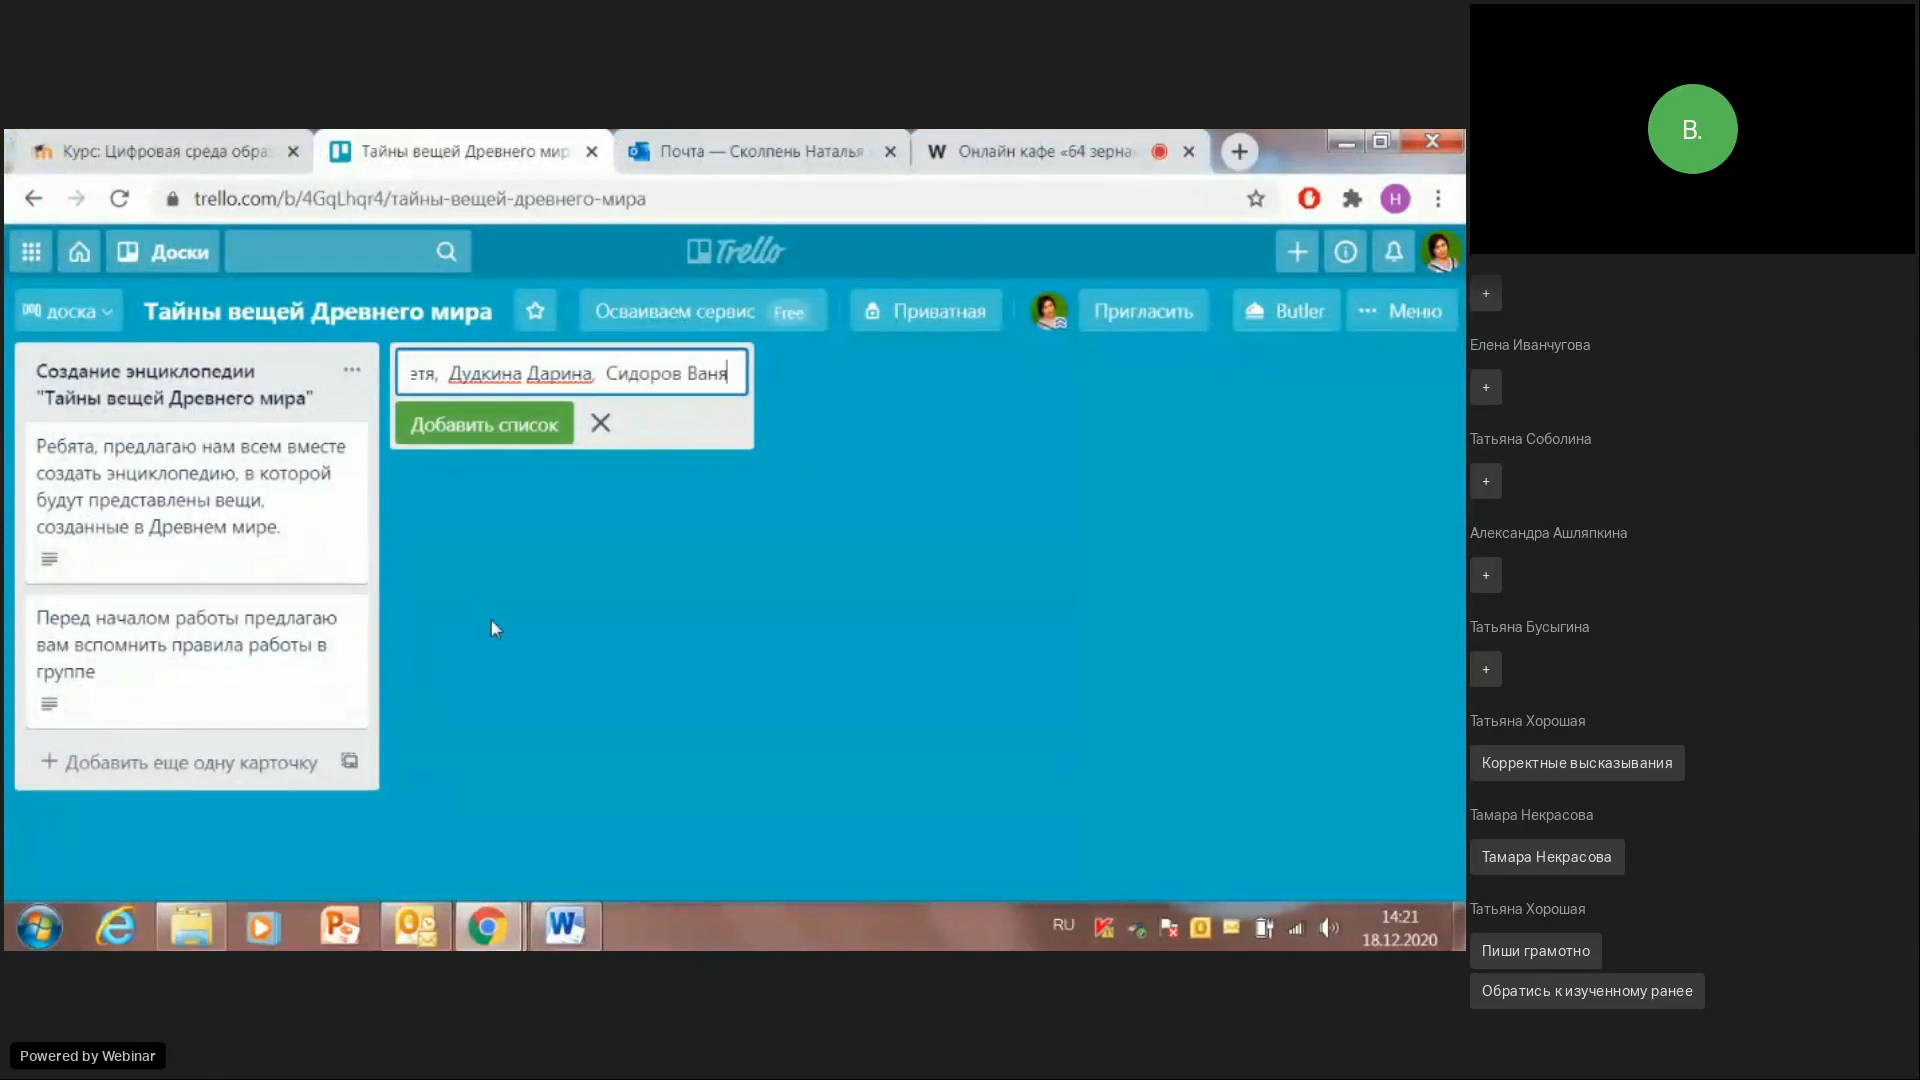 Курс: Цифровая среда обра
Тайны вещей Древнего мир
Почта — Сколпень Наталья
W Онлайн кафе «64 зерна
trello.com/b/4GqLhqr4/тайны-вещей-древнего-мира
H
Доски
Trello
доска
Тайны вещей Древнего мира
Осваиваем сервис Free
Приватная
Пригласить
Butler
Меню
Создание энциклопедии
"Тайны вещей Древнего мира"
Ребята, предлагаю нам всем вместе
создать энциклопедию, в которой
будут представлены вещи,
созданные в Древнем мире.
Перед началом работы предлагаю
вам вспомнить правила работы в
группе
+ Добавить еще одну карточку
етя, Дудкина Дарина, Сидоров Ваня
Добавить список
RU
14:21
18.12.2020
В.
+
Елена Иванчугова
+
Татьяна Соболина
+
Александра Ашляпкина
+
Татьяна Бусыгина
+
Татьяна Хорошая
Корректные высказывания
Тамара Некрасова
Тамара Некрасова
Татьяна Хорошая
Пиши грамотно
Обратись к изученному ранее
Powered by Webinar